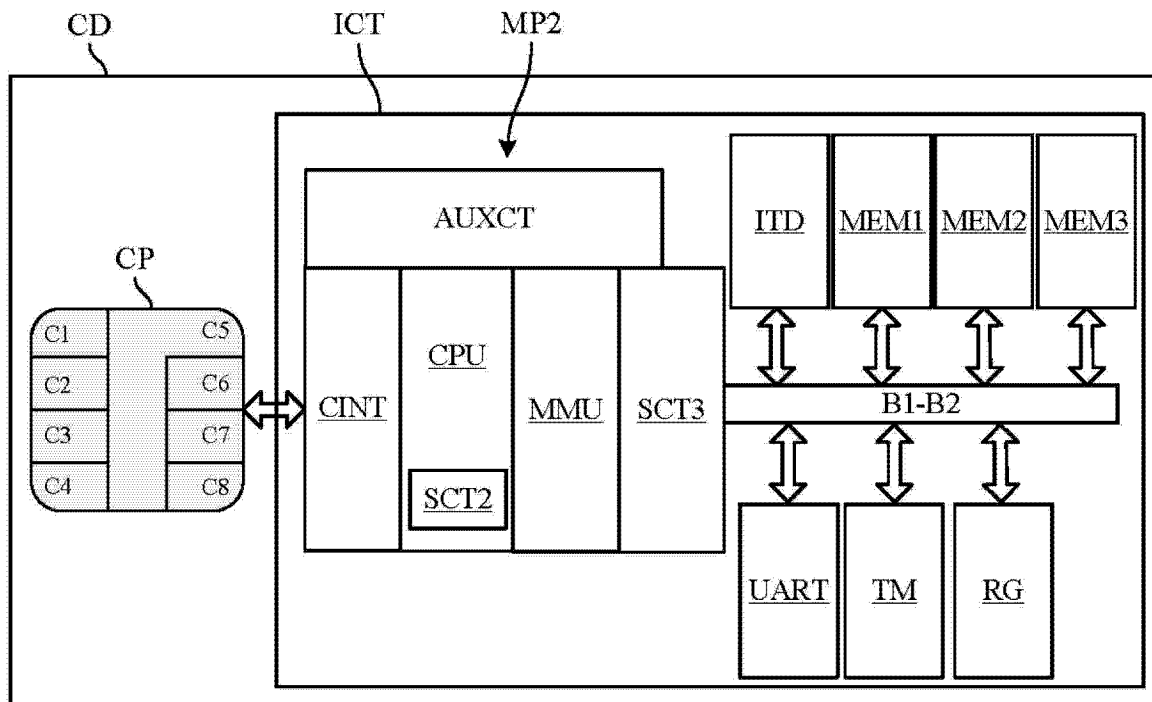 CD
ICT
MP2
AUXCT
ITD
MEM1
MEM2
MEM3
CP
C1
C5
C2
C6
C3
C7
C4
C8
CINT
CPU
SCT2
MMU
SCT3
B1-B2
UART
TM
RG